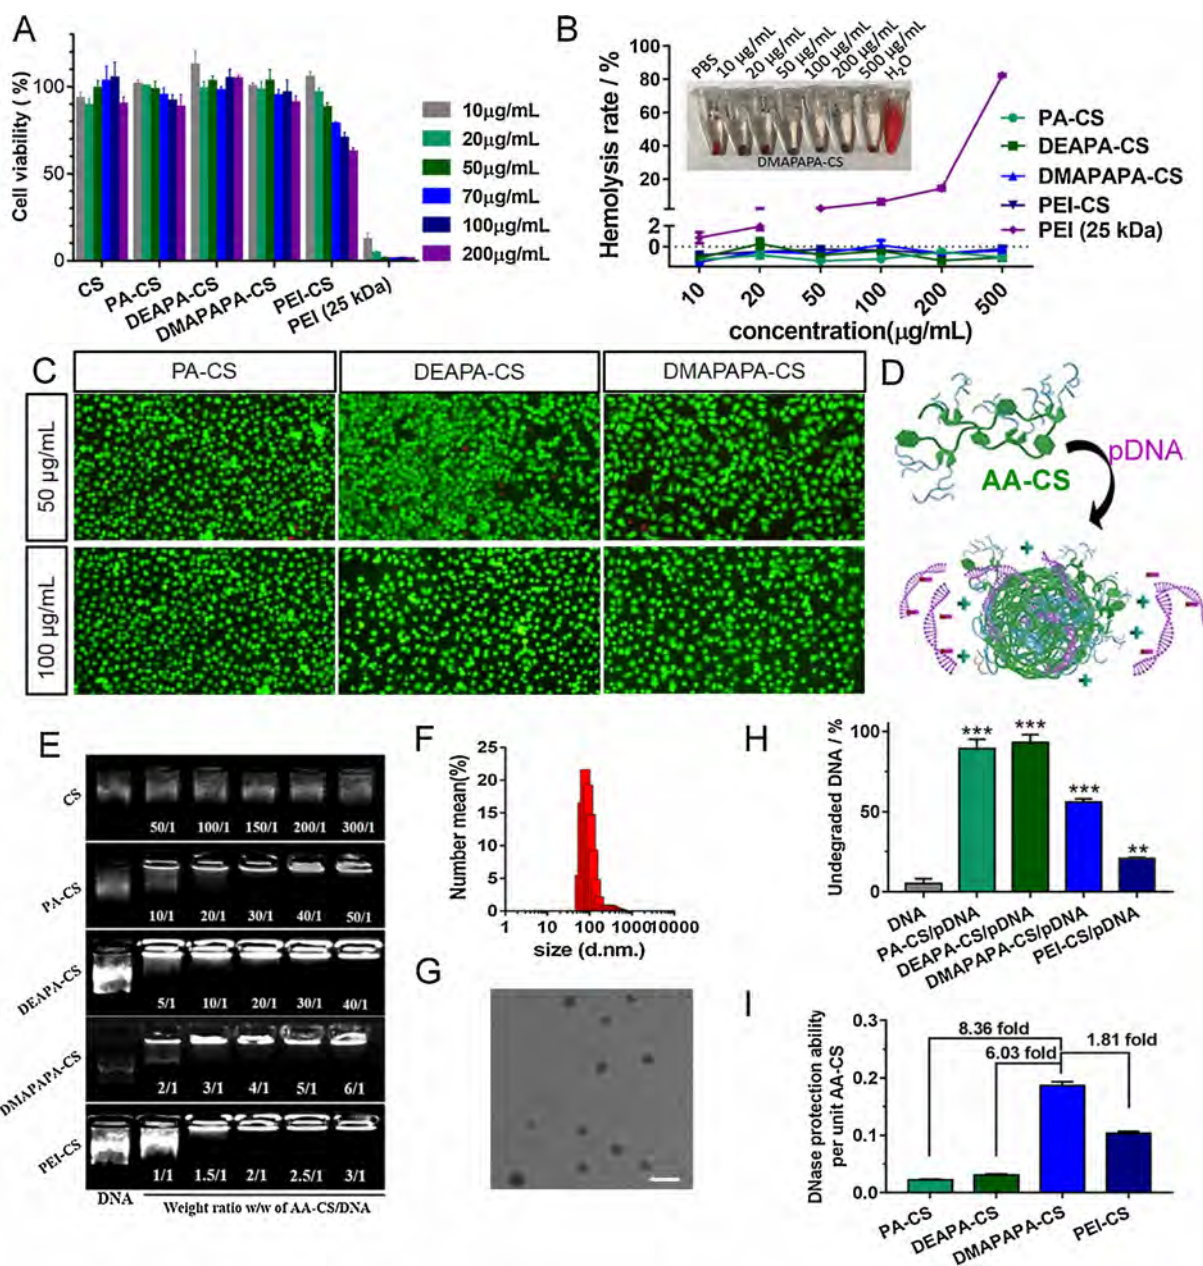 A
Cell viability ( %)
100
50
0
CS
PA-CS
DEAPA-CS
DMAPAPA-CS
PEI-CS
PEI (25 kDa)
10μg/mL
20μg/mL
50μg/mL
70μg/mL
100μg/mL
200μg/mL
B
Hemolysis rate / %
100
80
60
40
20
2
0
PBS
10 μg/mL
20 μg/mL
50 μg/mL
100 μg/mL
200 μg/mL
500 μg/mL
H₂O
DMAPAPA-CS
10
20
50
100
200
500
concentration(μg/mL)
PA-CS
DEAPA-CS
DMAPAPA-CS
PEI-CS
PEI (25 kDa)
C
PA-CS
DEAPA-CS
DMAPAPA-CS
50 μg/mL
100 μg/mL
D
AA-CS
pDNA
E
CS
50/1 100/1 150/1 200/1 300/1
PA-CS
10/1 20/1 30/1 40/1 50/1
DEAPA-CS
5/1 10/1 20/1 30/1 40/1
DMAPAPA-CS
2/1 3/1 4/1 5/1 6/1
PEI-CS
1/1 1.5/1 2/1 2.5/1 3/1
DNA
Weight ratio w/w of AA-CS/DNA
F
Number mean(%)
25
20
15
10
5
0
1 10 100 1000 10000
size (d.nm.)
G
H
Undegraded DNA / %
100
50
0
***
***
***
**
DNA
PA-CS/pDNA
DEAPA-CS/pDNA
DMAPAPA-CS/pDNA
PEI-CS/pDNA
I
DNase protection ability
per unit AA-CS
0.3
0.2
0.1
0.0
8.36 fold
6.03 fold
1.81 fold
PA-CS
DEAPA-CS
DMAPAPA-CS
PEI-CS